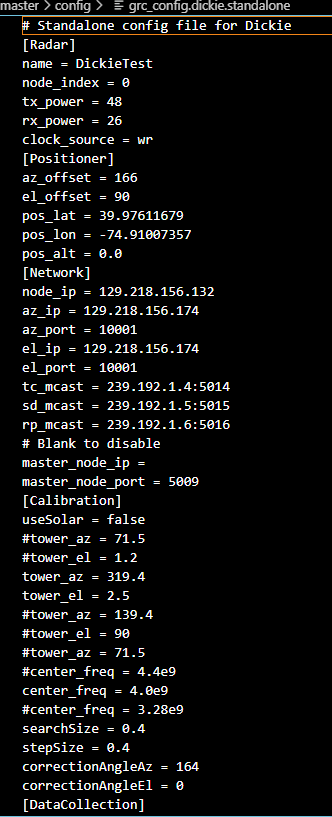 master > config > grc_config.dickie.standalone
# Standalone config file for Dickie
[Radar]
name = DickieTest
node_index = 0
tx_power = 48
rx_power = 26
clock_source = wr
[Positioner]
az_offset = 166
el_offset = 90
pos_lat = 39.97611679
pos_lon = -74.91007357
pos_alt = 0.0
[Network]
node_ip = 129.218.156.132
az_ip = 129.218.156.174
az_port = 10001
el_ip = 129.218.156.174
el_port = 10001
tc_mcast = 239.192.1.4:5014
sd_mcast = 239.192.1.5:5015
rp_mcast = 239.192.1.6:5016
# Blank to disable
master_node_ip =
master_node_port = 5009
[Calibration]
useSolar = false
#tower_az = 71.5
#tower_el = 1.2
tower_az = 319.4
tower_el = 2.5
#tower_az = 139.4
#tower_el = 90
#tower_az = 71.5
#center_freq = 4.4e9
center_freq = 4.0e9
#center_freq = 3.28e9
searchSize = 0.4
stepSize = 0.4
correctionAngleAz = 164
correctionAngleEl = 0
[DataCollection]